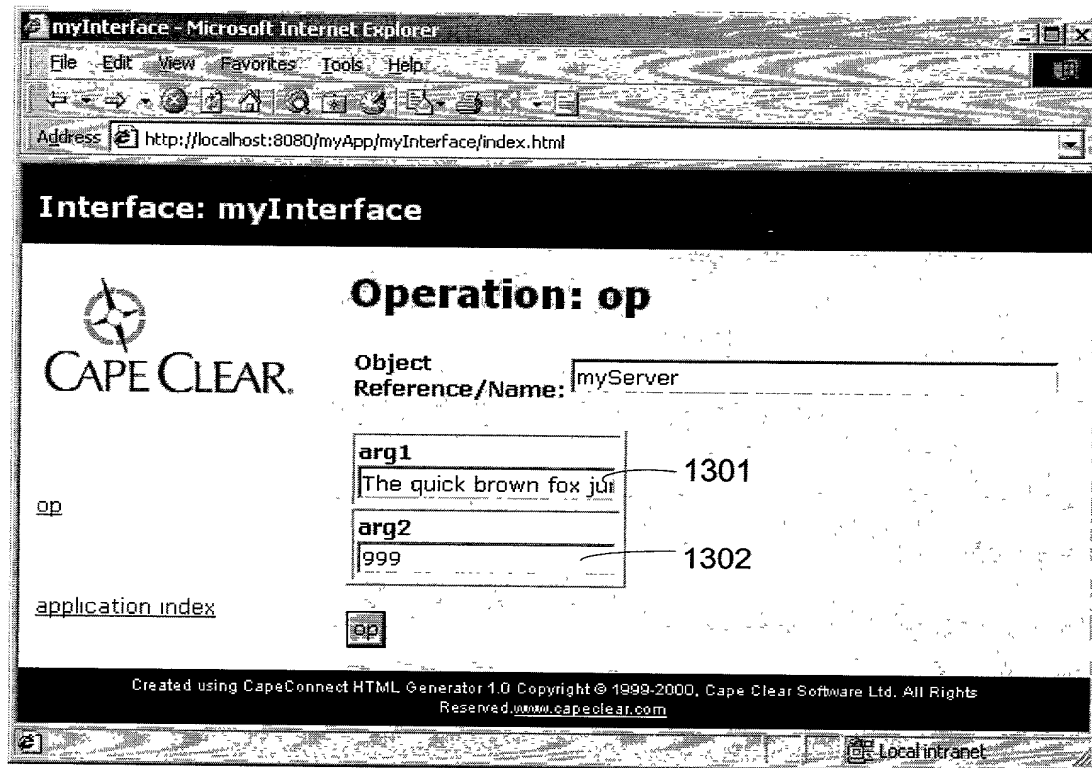 myInterface - Microsoft Internet Explorer
File Edit View Favorites Tools Help
Address http://localhost:8080/myApp/myInterface/index.html
Interface: myInterface
CAPE CLEAR.
op
application index
Operation: op
Object
Reference/Name: myServer
arg1
The quick brown fox jur
1301
arg2
999
1302
op
Created using CapeConnect HTML Generator 1.0 Copyright © 1999-2000, Cape Clear Software Ltd. All Rights
Reserved.www.capeclear.com
Local intranet